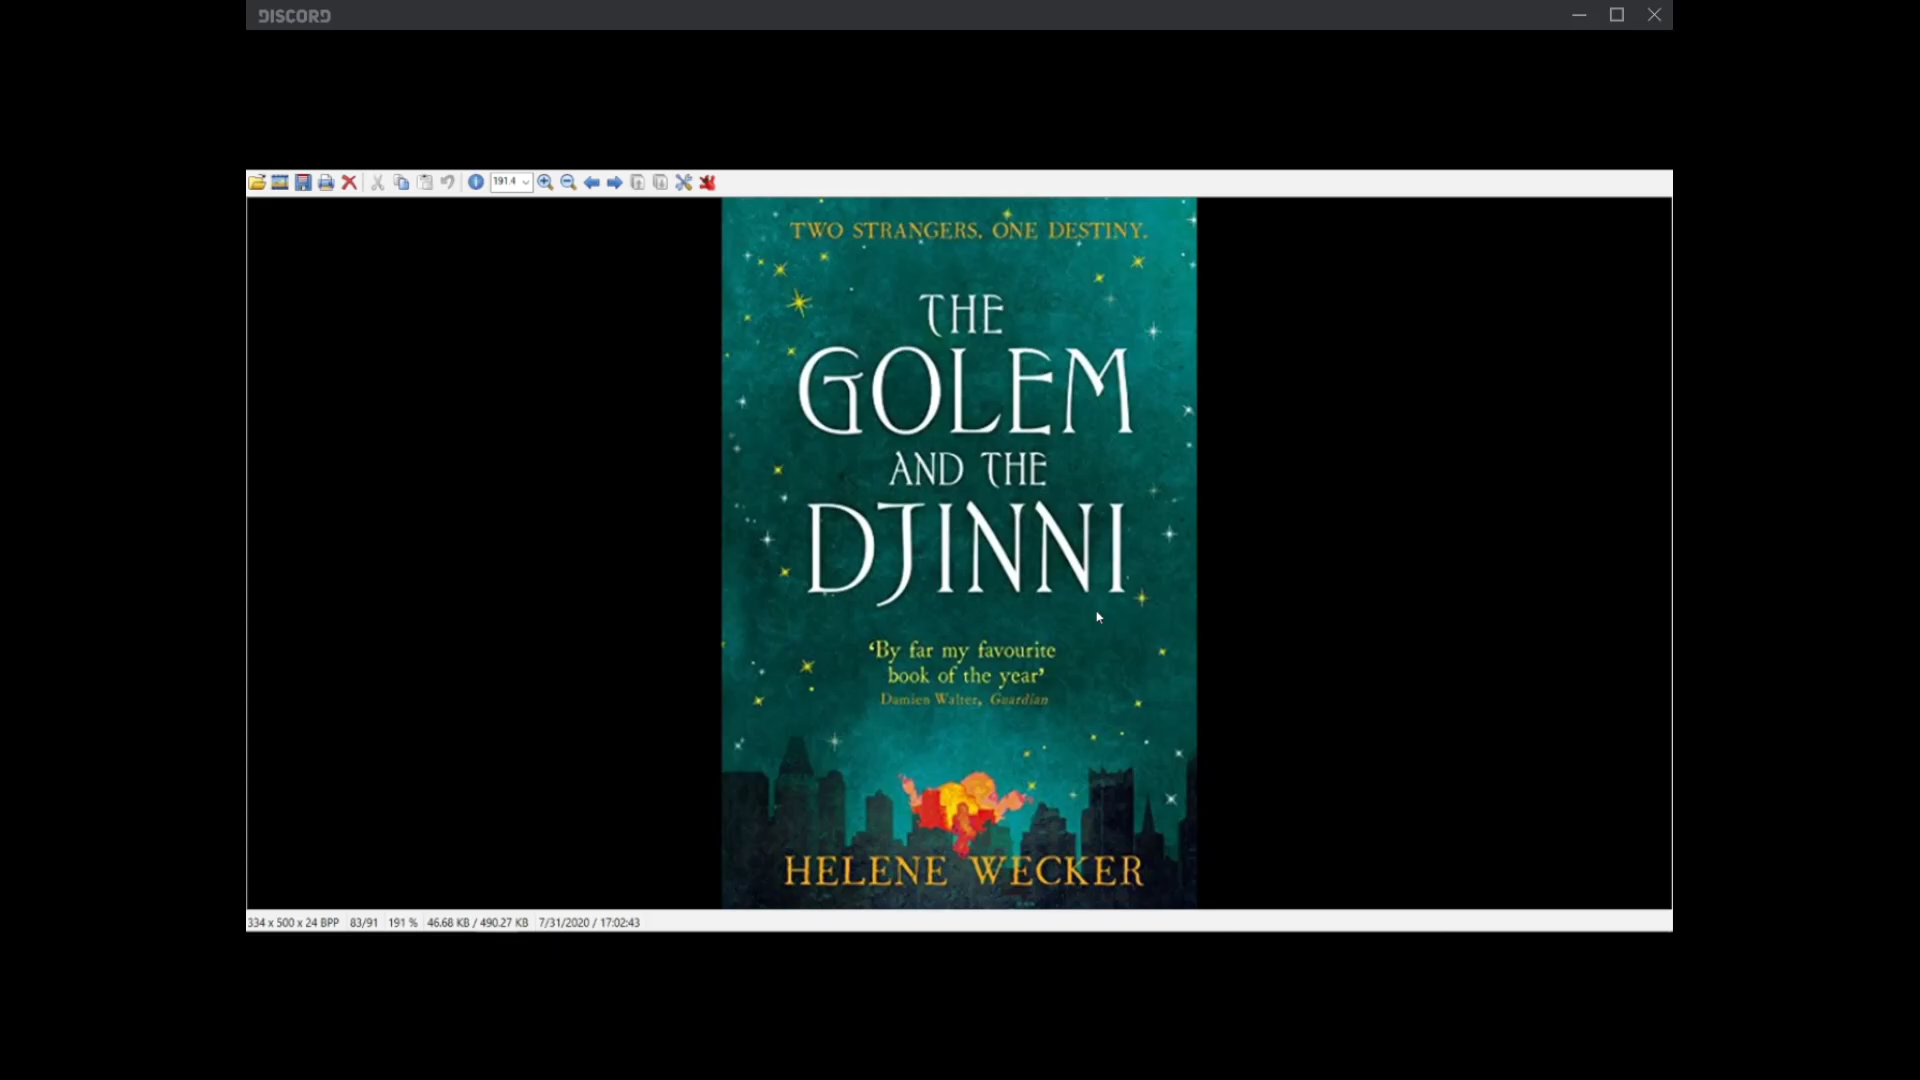 DISCORD
191.4
TWO STRANGERS. ONE DESTINY.
THE
GOLEM
AND THE
DJINNI
‘By far my favourite
book of the year’
Damien Walter, Guardian
HELENE WECKER
334 x 500 x 24 BPP 83/91 191 % 46.68 KB / 490.27 KB 7/31/2020 / 17:02:43